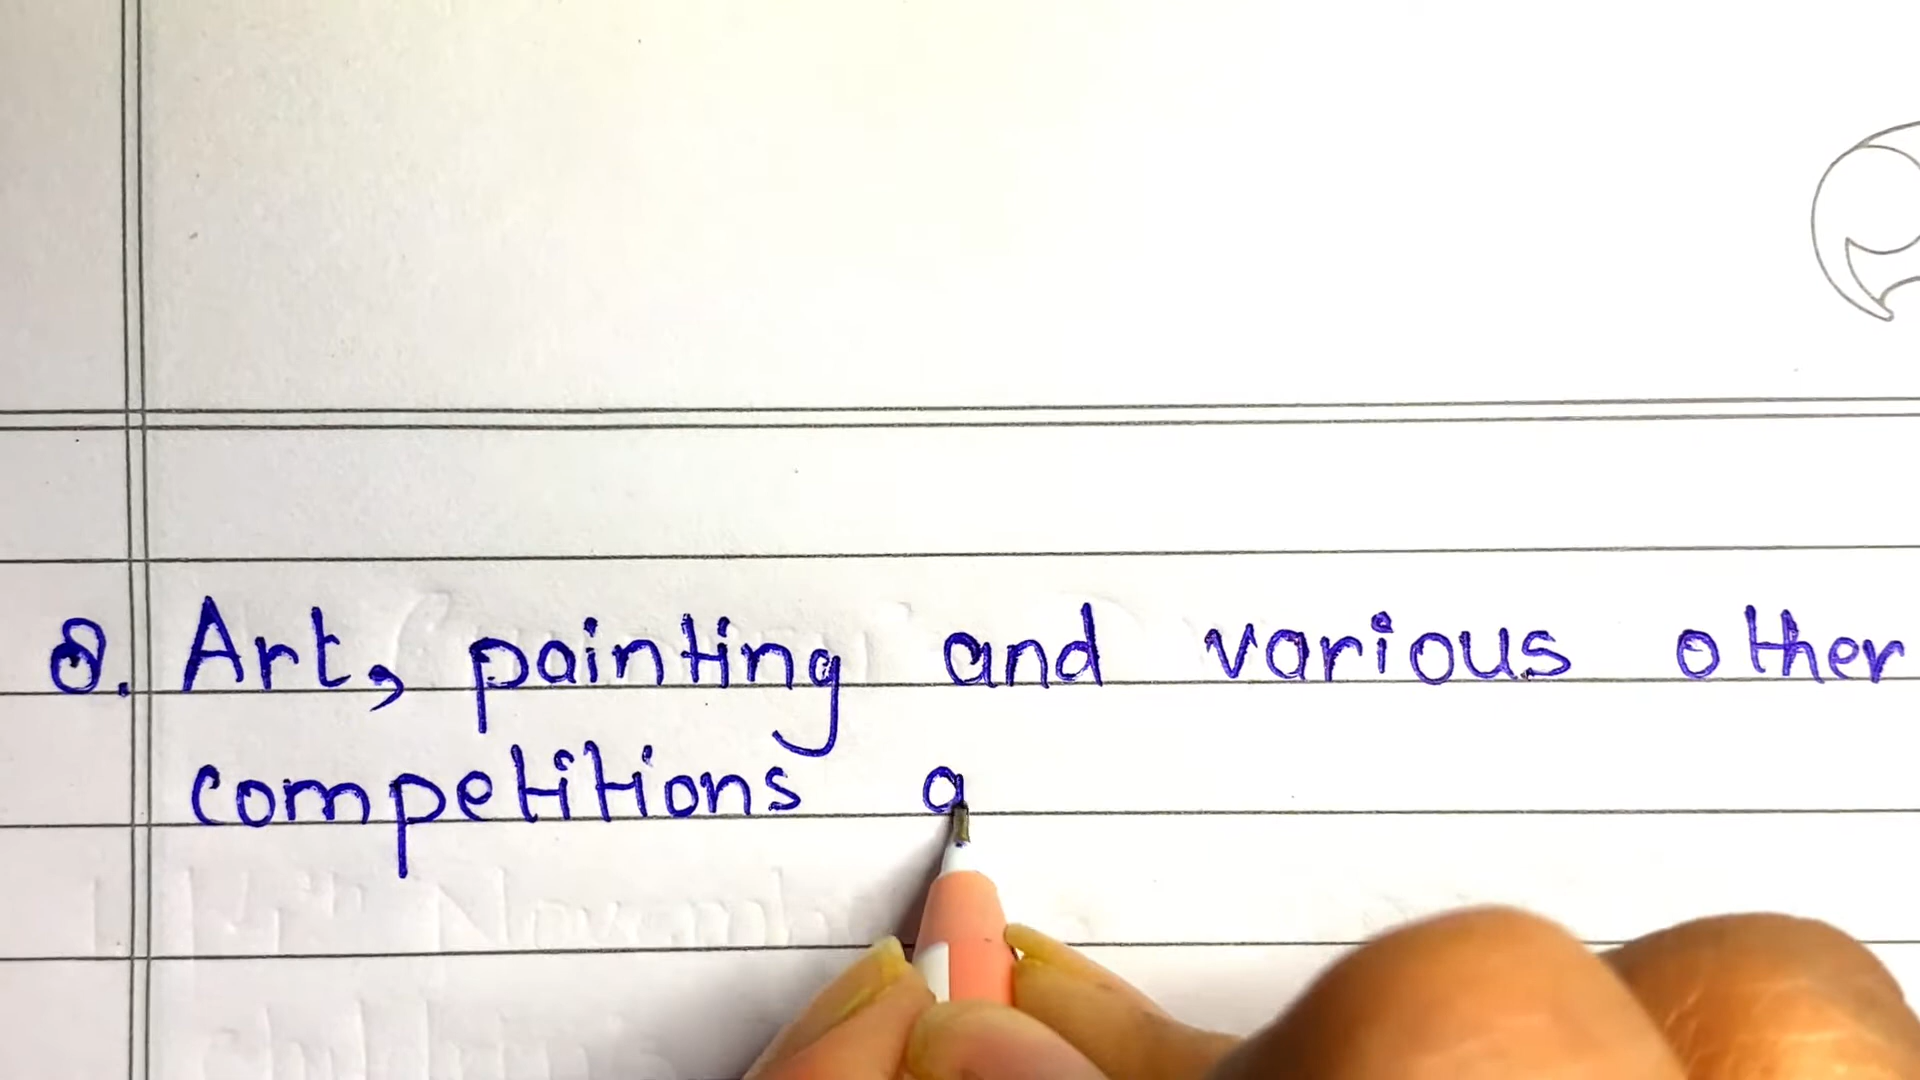 8. Art, painting and various other
competitions a